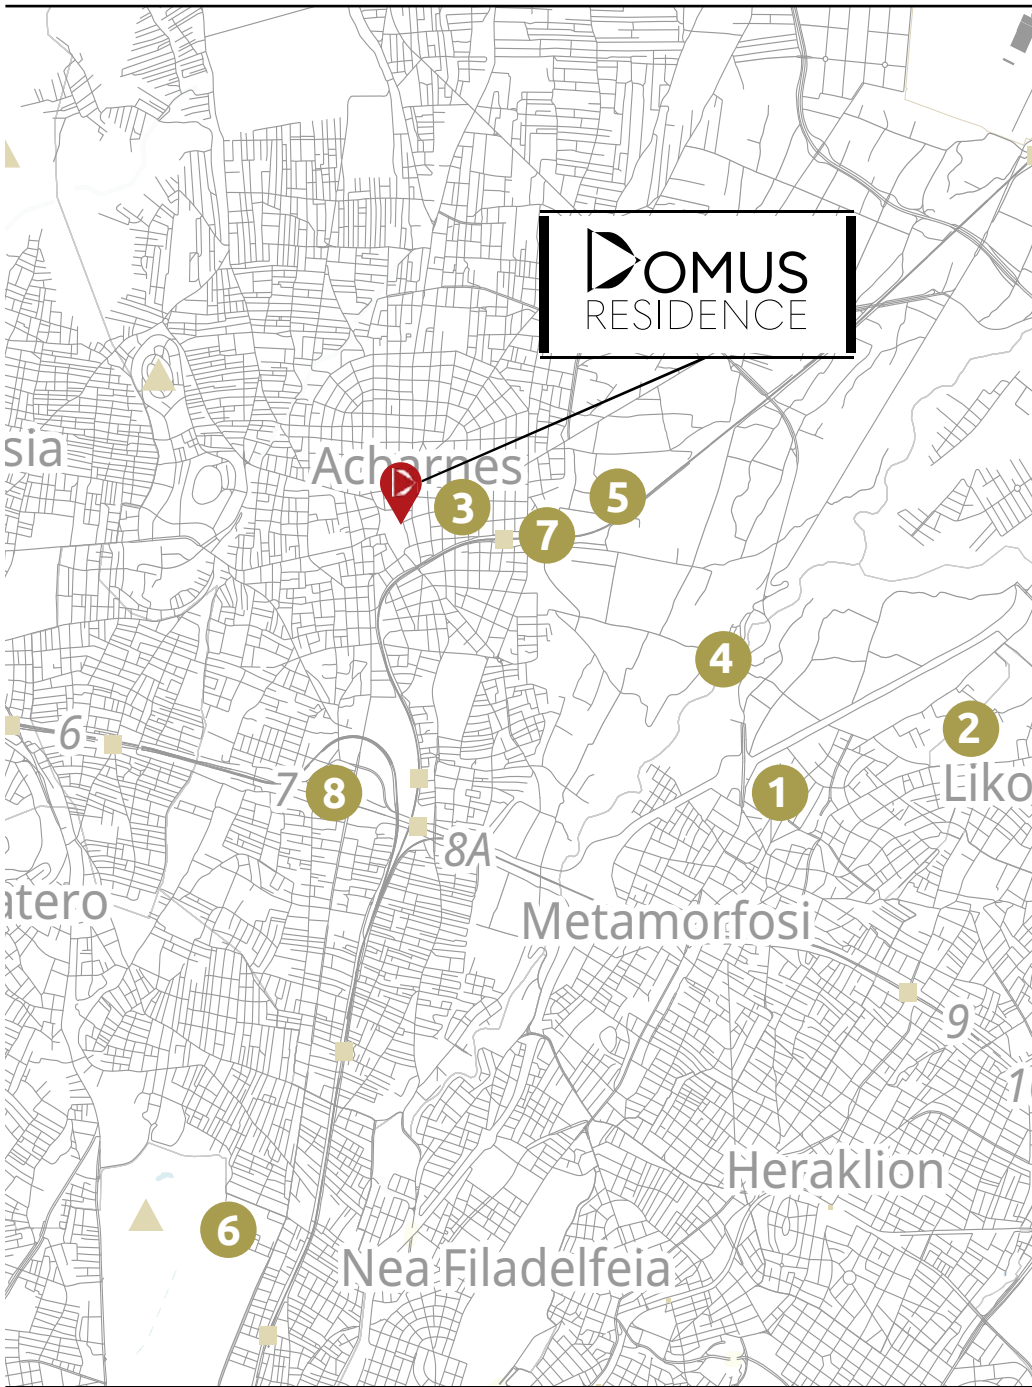 DOMUS
RESIDENCE
sia
Acharnes
3
5
7
4
6
2
7
8
1
Liko
8A
atero
Metamorfosi
9
1
Heraklion
6
Nea Filadelfeia